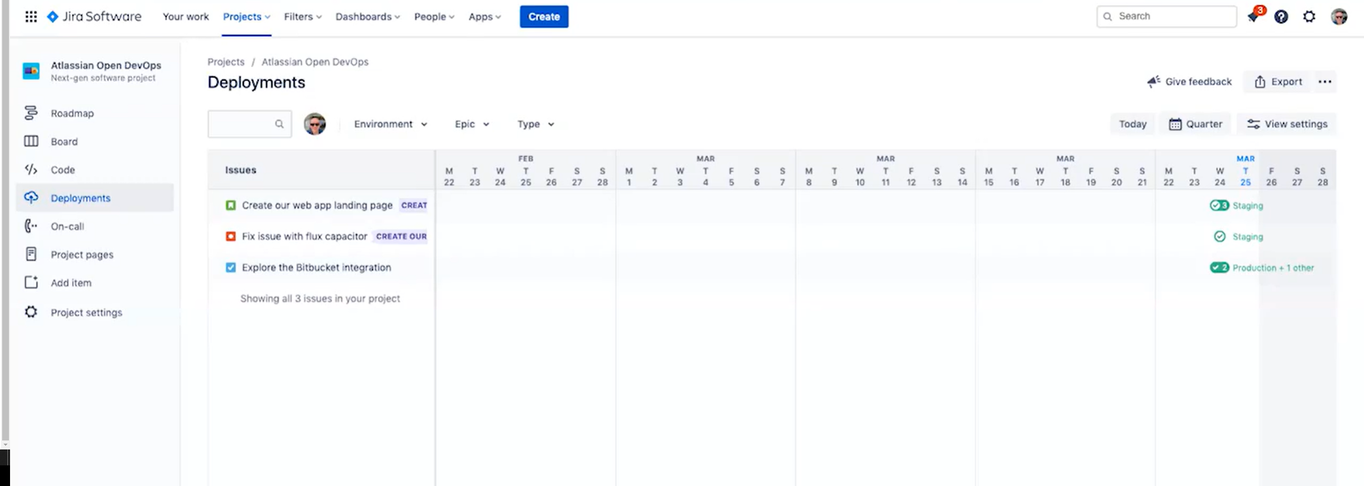 Jira Software Your work Projects Filters Dashboards People Apps Create Search 3
Atlassian Open DevOps
Next-gen software project
Roadmap
Board
Code
Deployments
On-call
Project pages
Add item
Project settings
Projects / Atlassian Open DevOps
Deployments
Give feedback Export
Environment Epic Type Today Quarter View settings
Issues
FEB MAR MAR MAR MAR
M T W T F S S M T W T F S S M T W T F S S M T W T F S S M T W T F S S
22 23 24 25 26 27 28 1 2 3 4 5 6 7 8 9 10 11 12 13 14 15 16 17 18 19 20 21 22 23 24 25 26 27 28
Create our web app landing page CREAT 3 Staging
Fix issue with flux capacitor CREATE OUR Staging
Explore the Bitbucket integration 2 Production + 1 other
Showing all 3 issues in your project